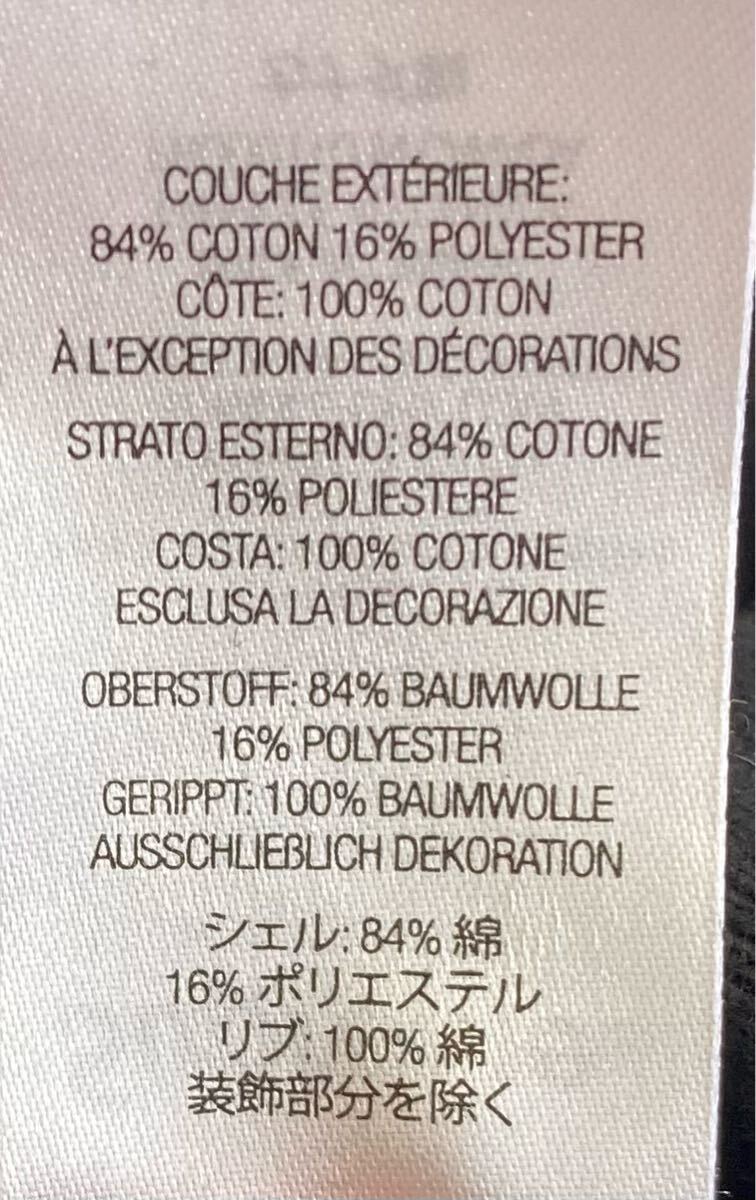 COUCHE EXTÉRIEURE:
84% COTON 16% POLYESTER
CÔTE: 100% COTON
À L'EXCEPTION DES DÉCORATIONS
STRATO ESTERNO: 84% COTONE
16% POLIESTERE
COSTA: 100% COTONE
ESCLUSA LA DECORAZIONE
OBERSTOFF: 84% BAUMWOLLE
16% POLYESTER
GERIPPT: 100% BAUMWOLLE
AUSSCHLIEßLICH DEKORATION
シェル: 84% 綿
16% ポリエステル
リブ: 100% 綿
装飾部分を除く